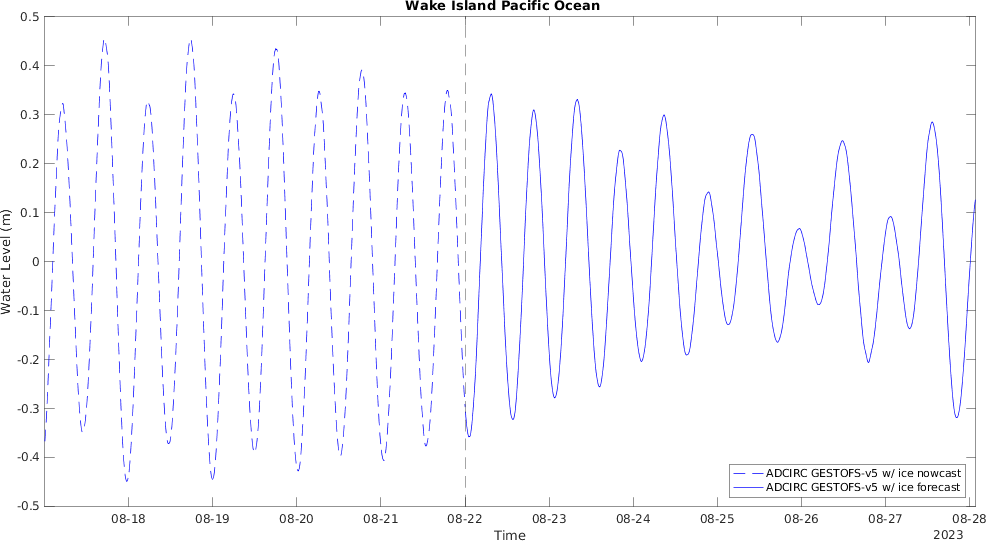 Wake Island Pacific Ocean
0.5
0.4
0.3
0.2
0.1
0
-0.1
-0.2
-0.3
-0.4
-0.5
Water Level (m)
ADCIRC GESTOFS-v5 w/ ice nowcast
ADCIRC GESTOFS-v5 w/ ice forecast
08-18 08-19 08-20 08-21 08-22 08-23 08-24 08-25 08-26 08-27 08-28
Time
2023